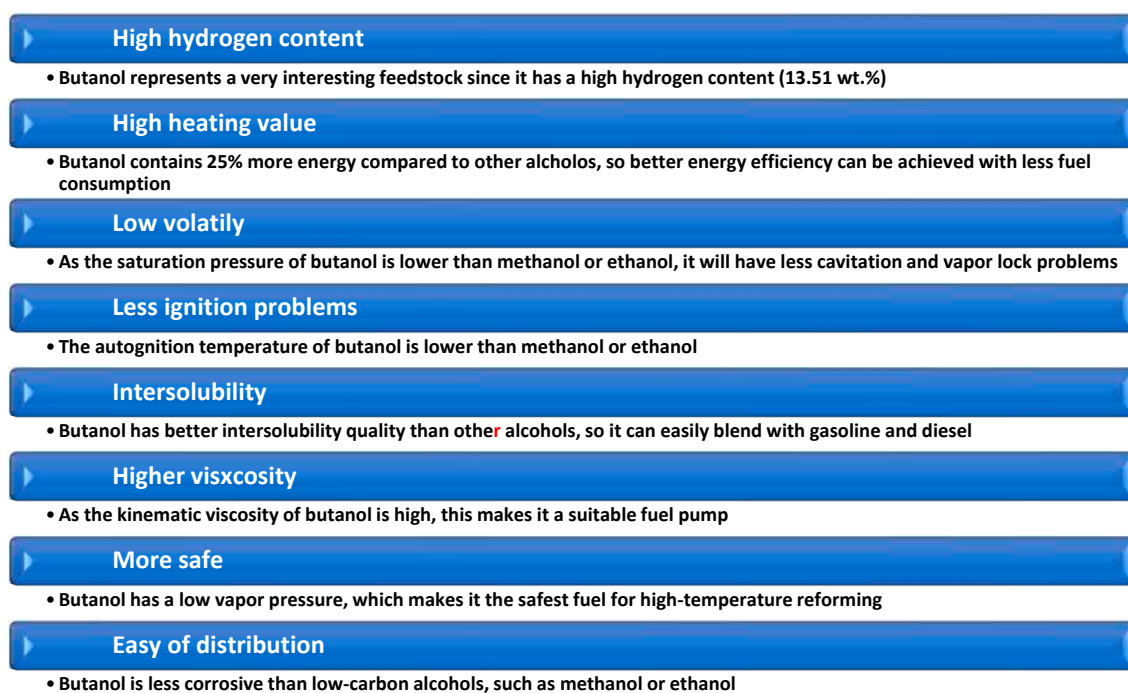 High hydrogen content
• Butanol represents a very interesting feedstock since it has a high hydrogen content (13.51 wt.%)
High heating value
• Butanol contains 25% more energy compared to other alcholos, so better energy efficiency can be achieved with less fuel
consumption
Low volatily
• As the saturation pressure of butanol is lower than methanol or ethanol, it will have less cavitation and vapor lock problems
Less ignition problems
• The autognition temperature of butanol is lower than methanol or ethanol
Intersolubility
• Butanol has better intersolubility quality than other alcohols, so it can easily blend with gasoline and diesel
Higher visxcosity
• As the kinematic viscosity of butanol is high, this makes it a suitable fuel pump
More safe
• Butanol has a low vapor pressure, which makes it the safest fuel for high-temperature reforming
Easy of distribution
• Butanol is less corrosive than low-carbon alcohols, such as methanol or ethanol